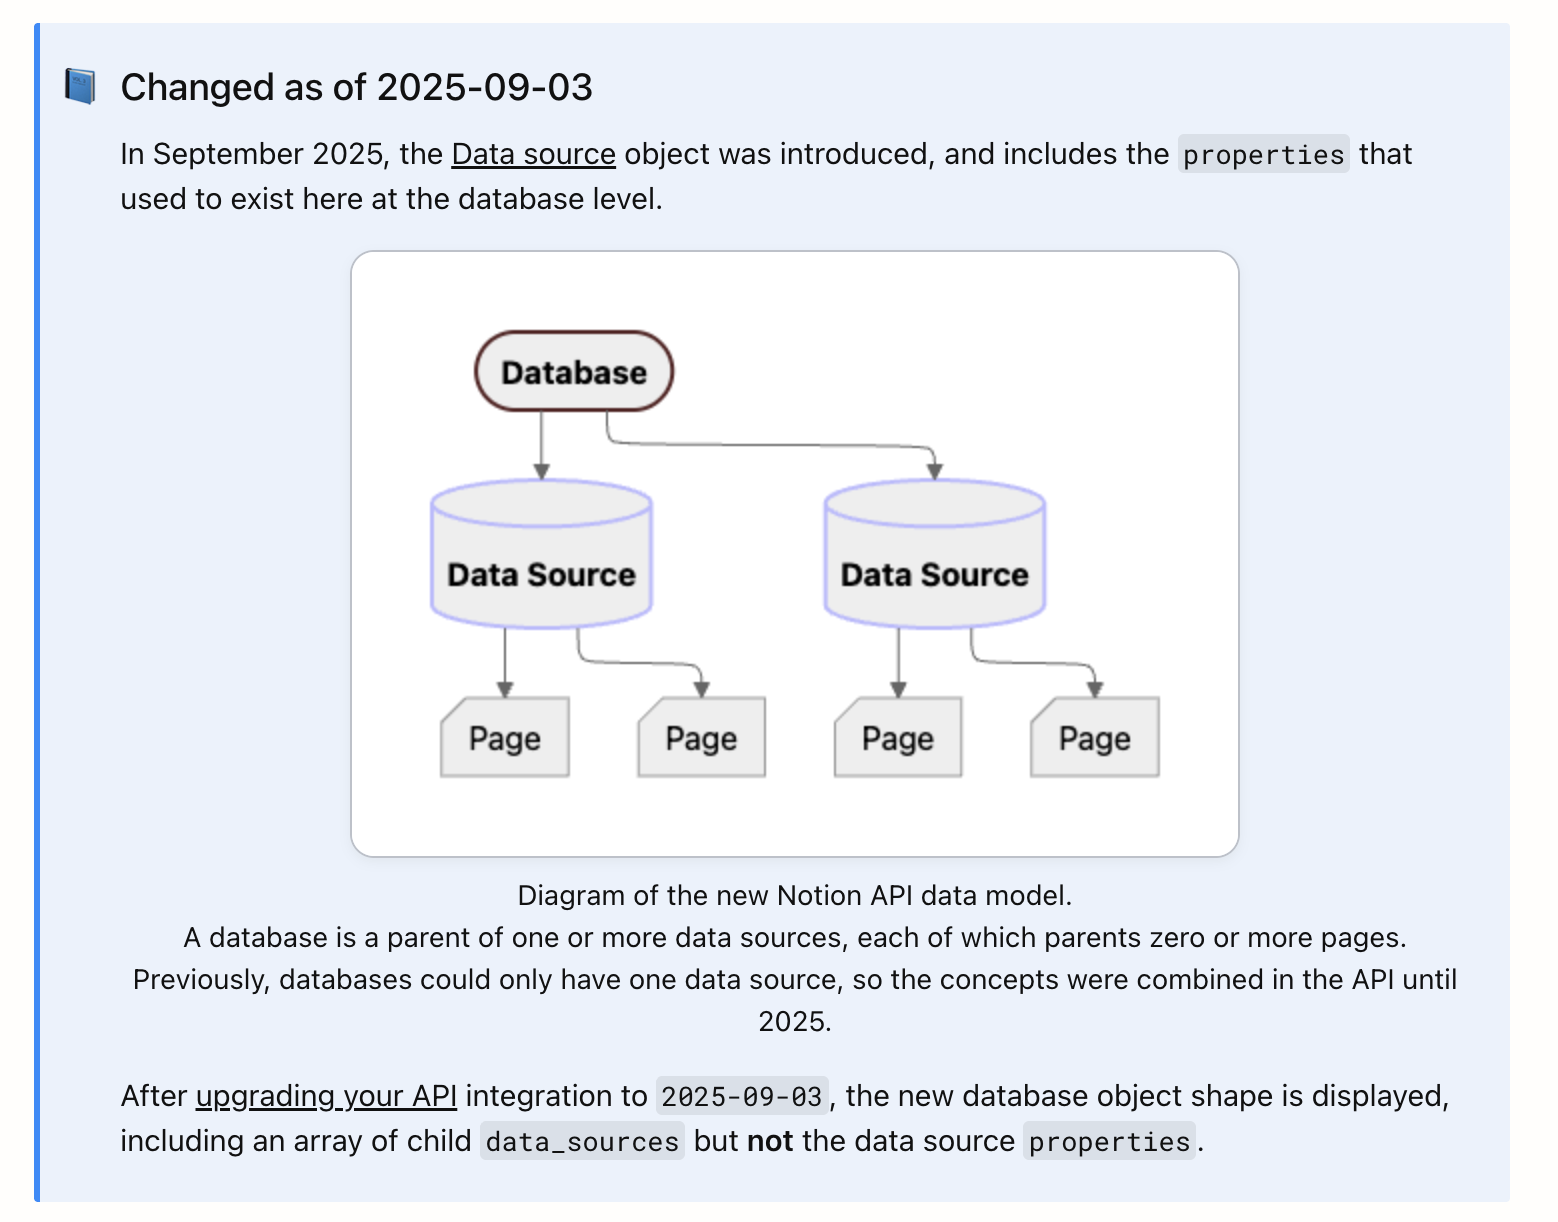 Changed as of 2025-09-03
In September 2025, the Data source object was introduced, and includes the properties that
used to exist here at the database level.
Database
Data Source Data Source
Page Page Page Page
Diagram of the new Notion API data model.
A database is a parent of one or more data sources, each of which parents zero or more pages.
Previously, databases could only have one data source, so the concepts were combined in the API until
2025.
After upgrading your API integration to 2025-09-03, the new database object shape is displayed,
including an array of child data_sources but not the data source properties.